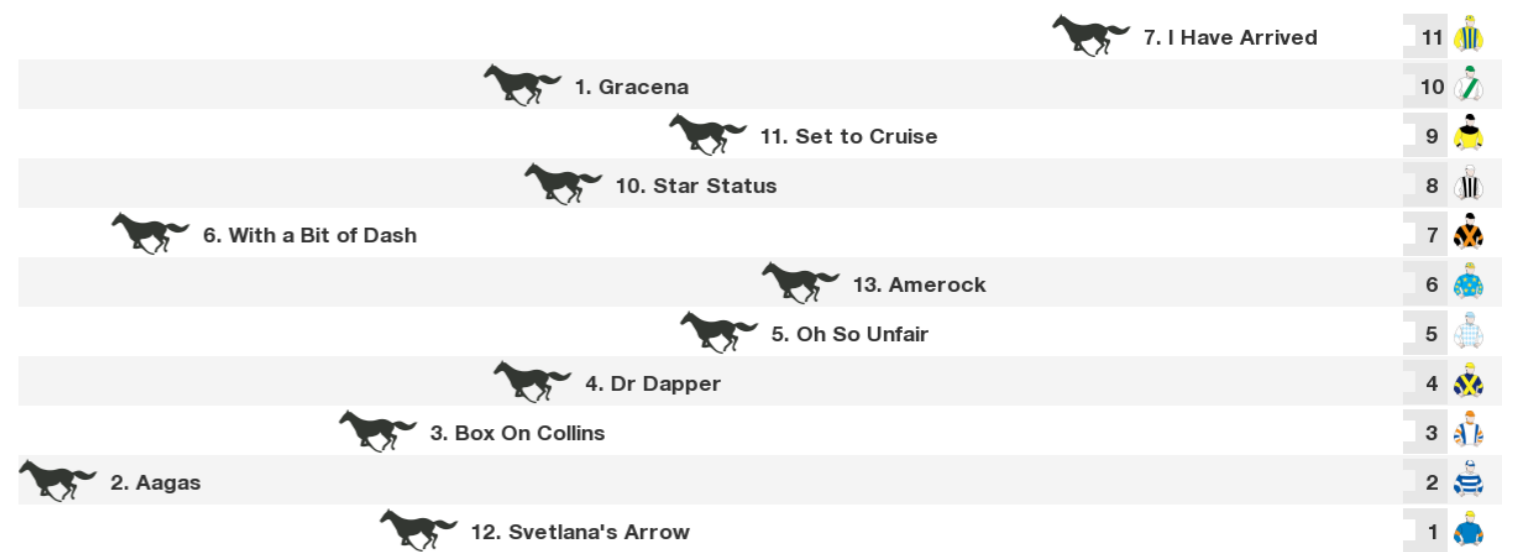 7. I Have Arrived 11
1. Gracena 10
11. Set to Cruise 9
10. Star Status 8
6. With a Bit of Dash 7
13. Amerock 6
5. Oh So Unfair 5
4. Dr Dapper 4
3. Box On Collins 3
2. Aagas 2
12. Svetlana's Arrow 1